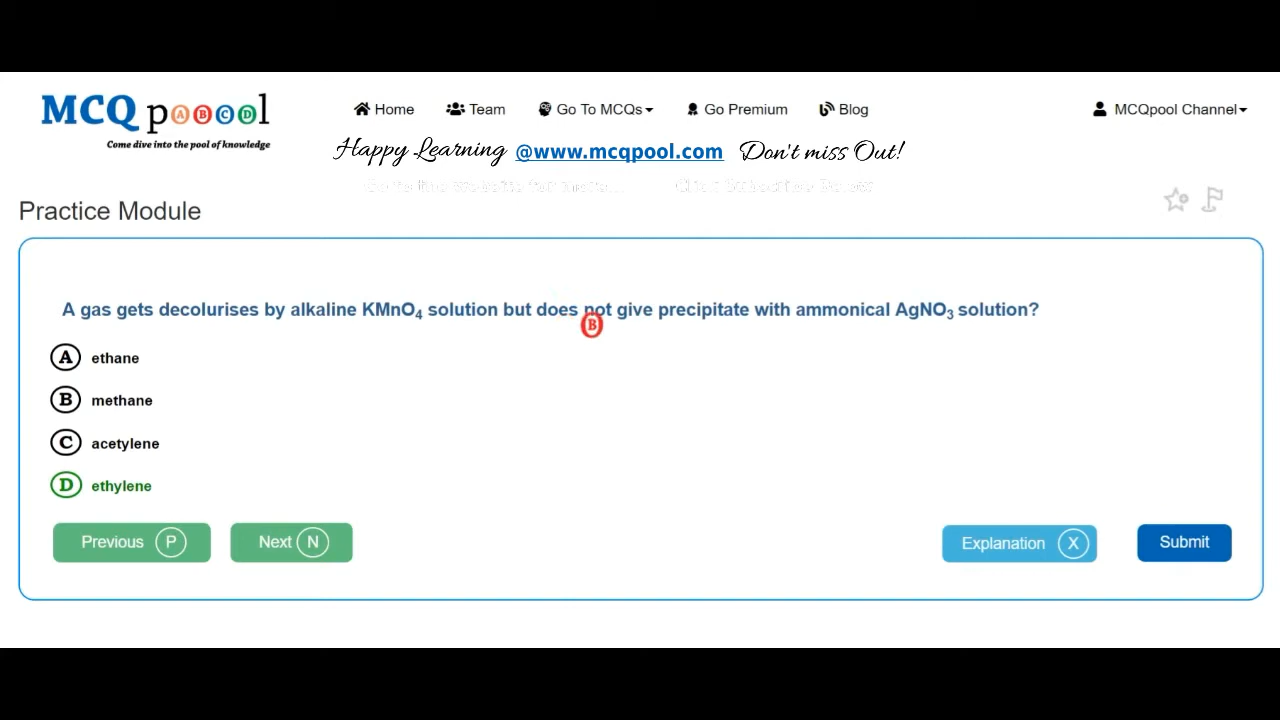 MCQ poool
Come dive into the pool of knowledge
Home Team Go To MCQs Go Premium Blog MCQpool Channel
Happy Learning @www.mcqpool.com Don't miss Out!
Practice Module
A gas gets decolurises by alkaline KMnO4 solution but does not give precipitate with ammonical AgNO3 solution?
B
A ethane
B methane
C acetylene
D ethylene
Previous P Next N Explanation X Submit